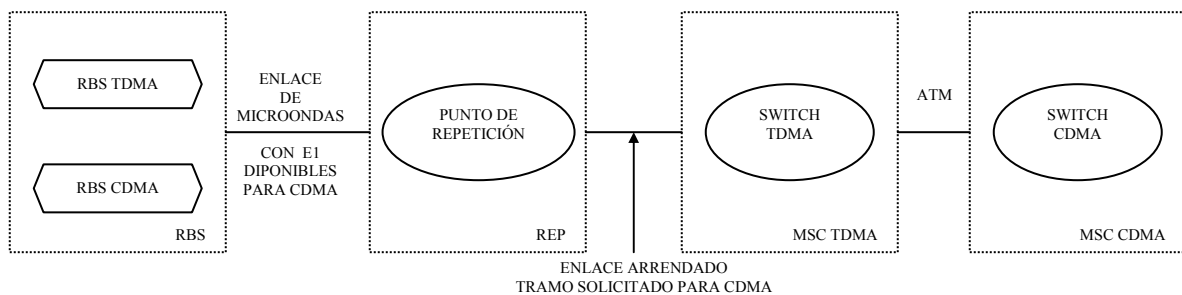 RBS TDMA
RBS CDMA
RBS
ENLACE
DE
MICROONDAS
CON E1
DIPONIBLES
PARA CDMA
PUNTO DE
REPETICIÓN
REP
ENLACE ARRENDADO
TRAMO SOLICITADO PARA CDMA
SWITCH
TDMA
MSC TDMA
ATM
SWITCH
CDMA
MSC CDMA